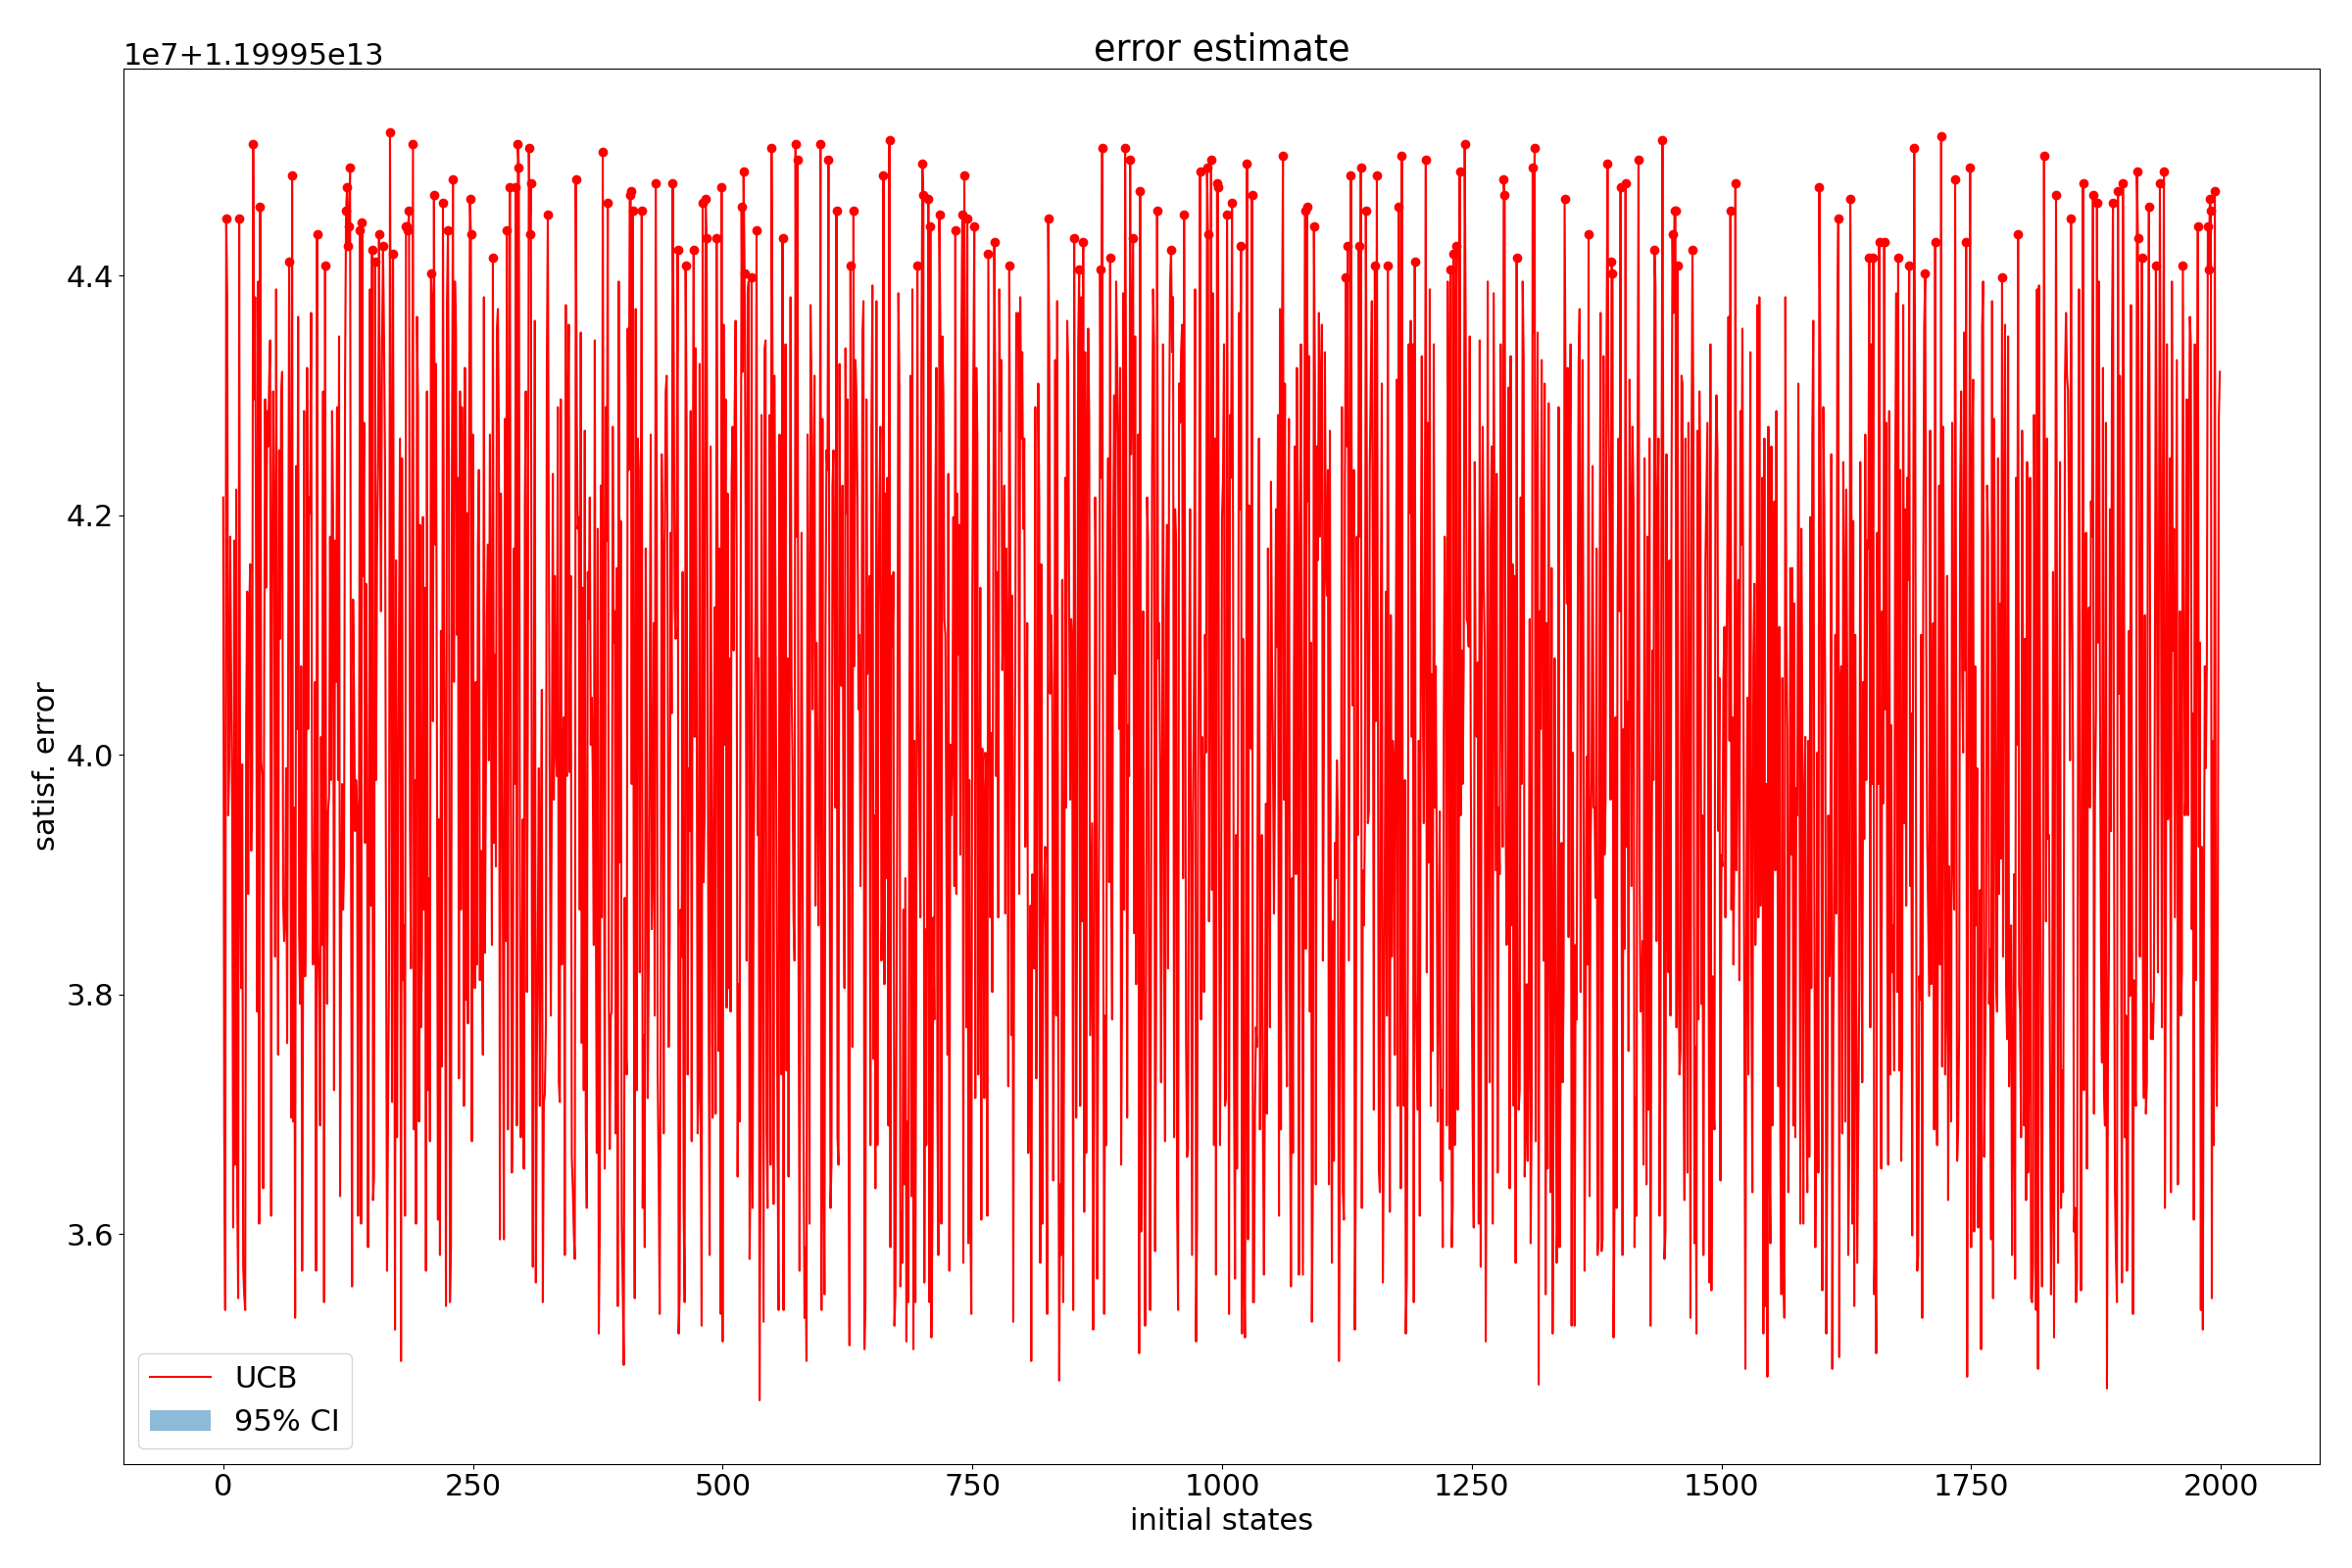 error estimate
1e7+1.19995e13
satisf. error
4.4
4.2
4.0
3.8
3.6
UCB
95% CI
0 250 500 750 1000 1250 1500 1750 2000
initial states